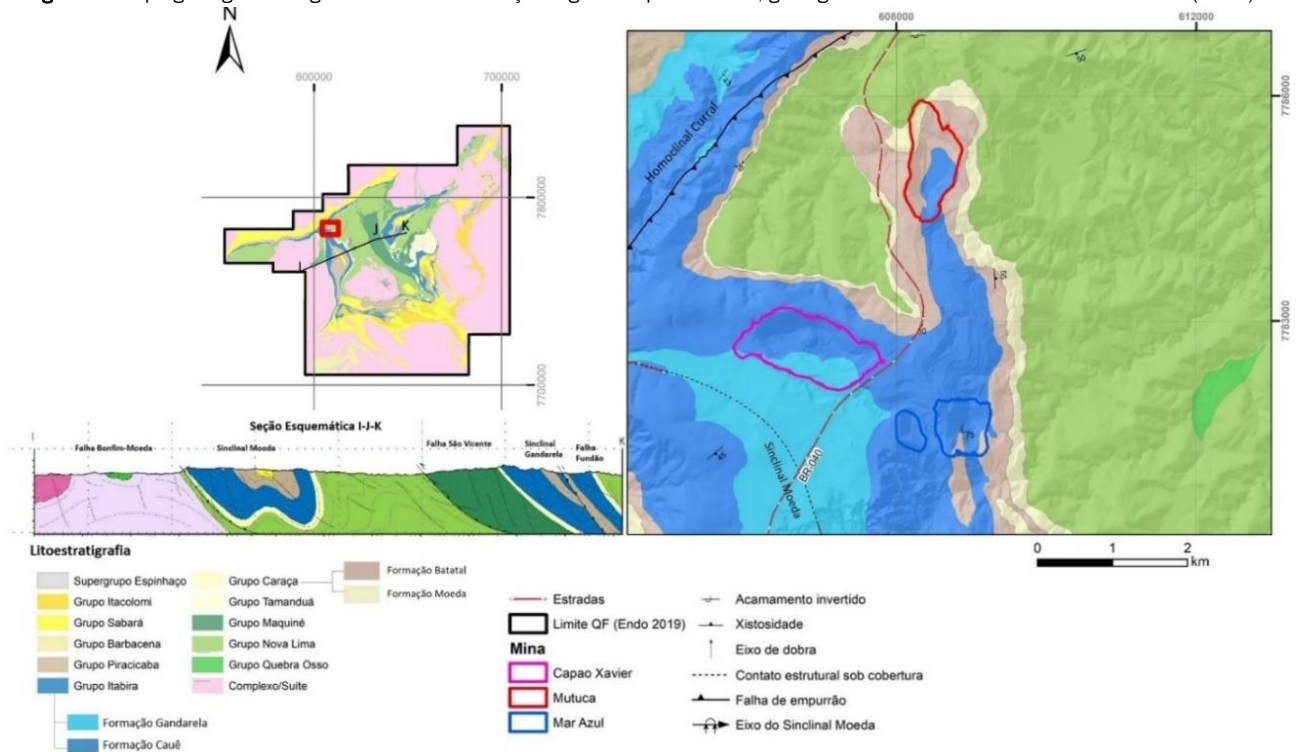 N
600000
700000
7800000
7700000
I
J
K
Seção Esquemática I-J-K
Falha Bonfim-Moeda
Sinclinal Moeda
Falha São Vicente
Sinclinal Gandarela
Falha Fundão
K
608000
612000
7786000
7783000
Homoclinal Curral
Sinclinal Moeda
BR-040
50
55
50
75
0 1 2
km
Litoestratigrafia
Supergrupo Espinhaço
Grupo Itacolomi
Grupo Sabará
Grupo Barbacena
Grupo Piracicaba
Grupo Itabira
Formação Gandarela
Formação Cauê
Grupo Caraça
Grupo Tamanduá
Grupo Maquiné
Grupo Nova Lima
Grupo Quebra Osso
Complexo/Suíte
Formação Batatal
Formação Moeda
Estradas
Limite QF (Endo 2019)
Mina
Capao Xavier
Mutuca
Mar Azul
Acamamento invertido
Xistosidade
Eixo de dobra
Contato estrutural sob cobertura
Falha de empurrão
Eixo do Sinclinal Moeda